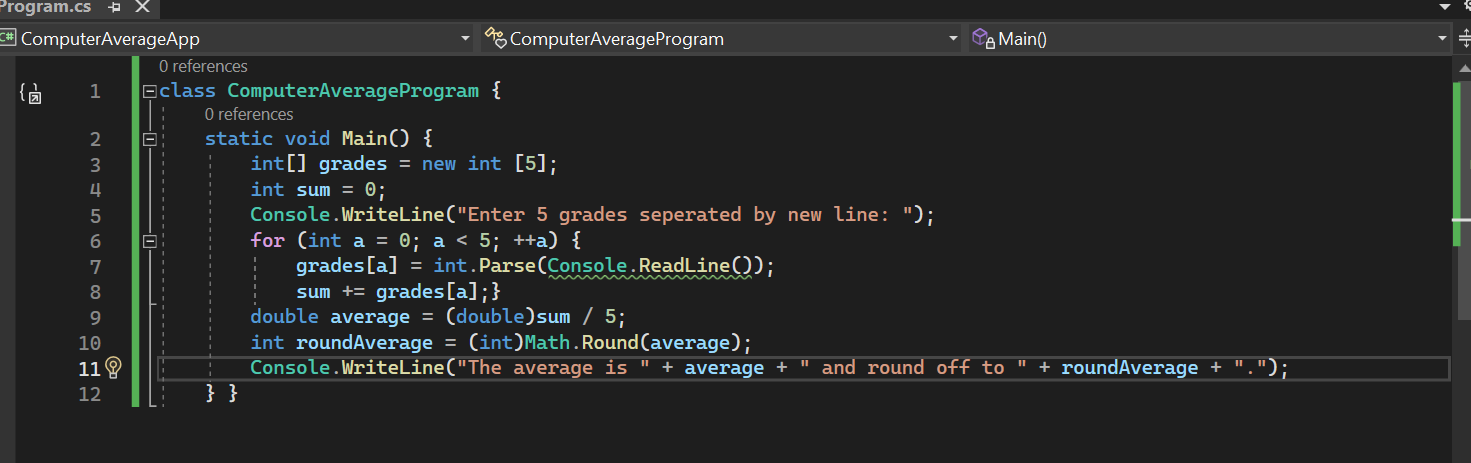 Program.cs
C# ComputerAverageApp ComputerAverageProgram Main()
0 references
1 class ComputerAverageProgram {
0 references
2 static void Main() {
3 int[] grades = new int [5];
4 int sum = 0;
5 Console.WriteLine("Enter 5 grades seperated by new line: ");
6 for (int a = 0; a < 5; ++a) {
7 grades[a] = int.Parse(Console.ReadLine());
8 sum += grades[a];}
9 double average = (double)sum / 5;
10 int roundAverage = (int)Math.Round(average);
11 Console.WriteLine("The average is " + average + " and round off to " + roundAverage + ".");
12 } }